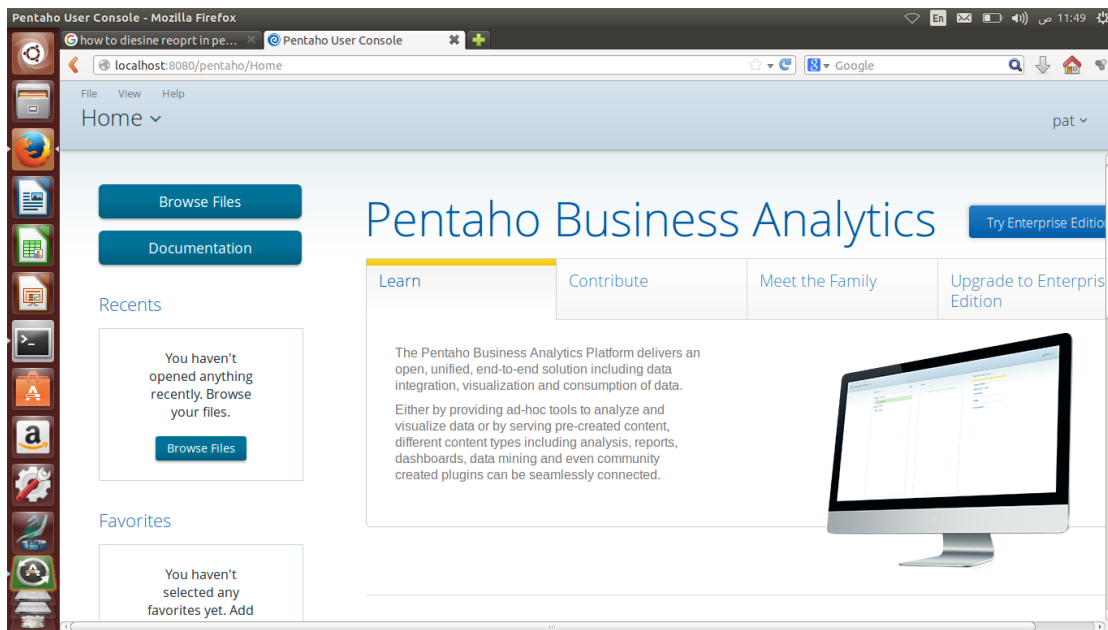 Pentaho User Console - Mozilla Firefox
En
ص 11:49
how to diesine reoprt in pe...
Pentaho User Console
localhost:8080/pentaho/Home
Google
File View Help
Home
pat
Browse Files
Documentation
Pentaho Business Analytics
Try Enterprise Editio
Recents
You haven't
opened anything
recently. Browse
your files.
Browse Files
Learn
Contribute
Meet the Family
Upgrade to Enterpris
Edition
The Pentaho Business Analytics Platform delivers an
open, unified, end-to-end solution including data
integration, visualization and consumption of data.
Either by providing ad-hoc tools to analyze and
visualize data or by serving pre-created content,
different content types including analysis, reports,
dashboards, data mining and even community
created plugins can be seamlessly connected.
Favorites
You haven't
selected any
favorites yet. Add